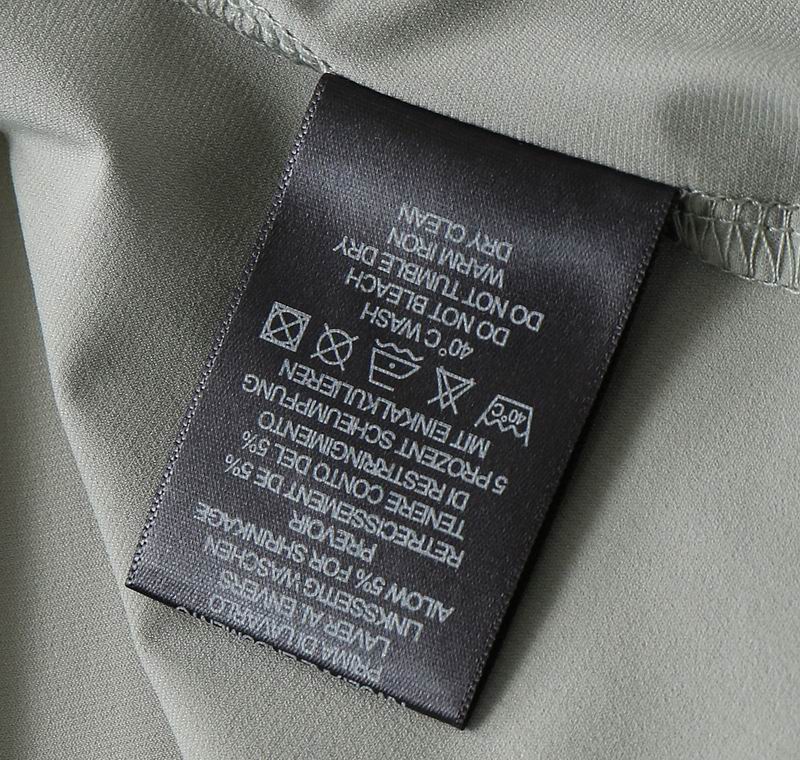 PRIMA DI LAVARLO
LAVER AL ENVERS
LINKSSEITIG WASCHEN
ALLOW 5% FOR SHRINKAGE
PREVOIR
RETRECISSEMENT DE 5%
TENERE CONTO DEL 5%
DI RESTRINGIMENTO
5 PROZENT SCHEUMPFUNG
MIT EINKALKULIEREN
40°C
40°C WASH
DO NOT BLEACH
DO NOT TUMBLE DRY
WARM IRON
DRY CLEAN